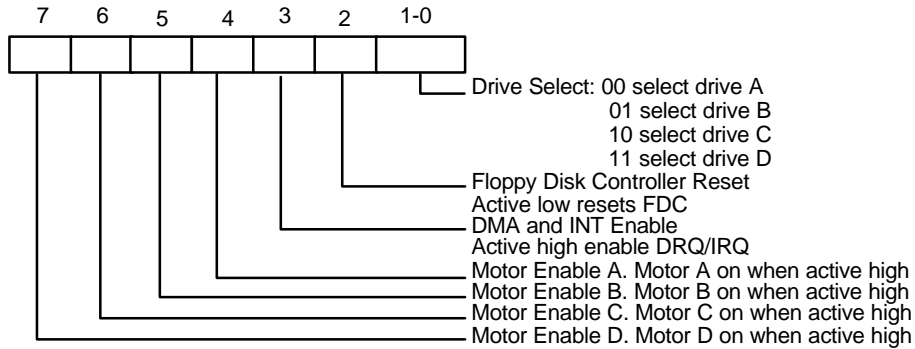 7 6 5 4 3 2 1-0
Drive Select: 00 select drive A
01 select drive B
10 select drive C
11 select drive D
Floppy Disk Controller Reset
Active low resets FDC
DMA and INT Enable
Active high enable DRQ/IRQ
Motor Enable A. Motor A on when active high
Motor Enable B. Motor B on when active high
Motor Enable C. Motor C on when active high
Motor Enable D. Motor D on when active high